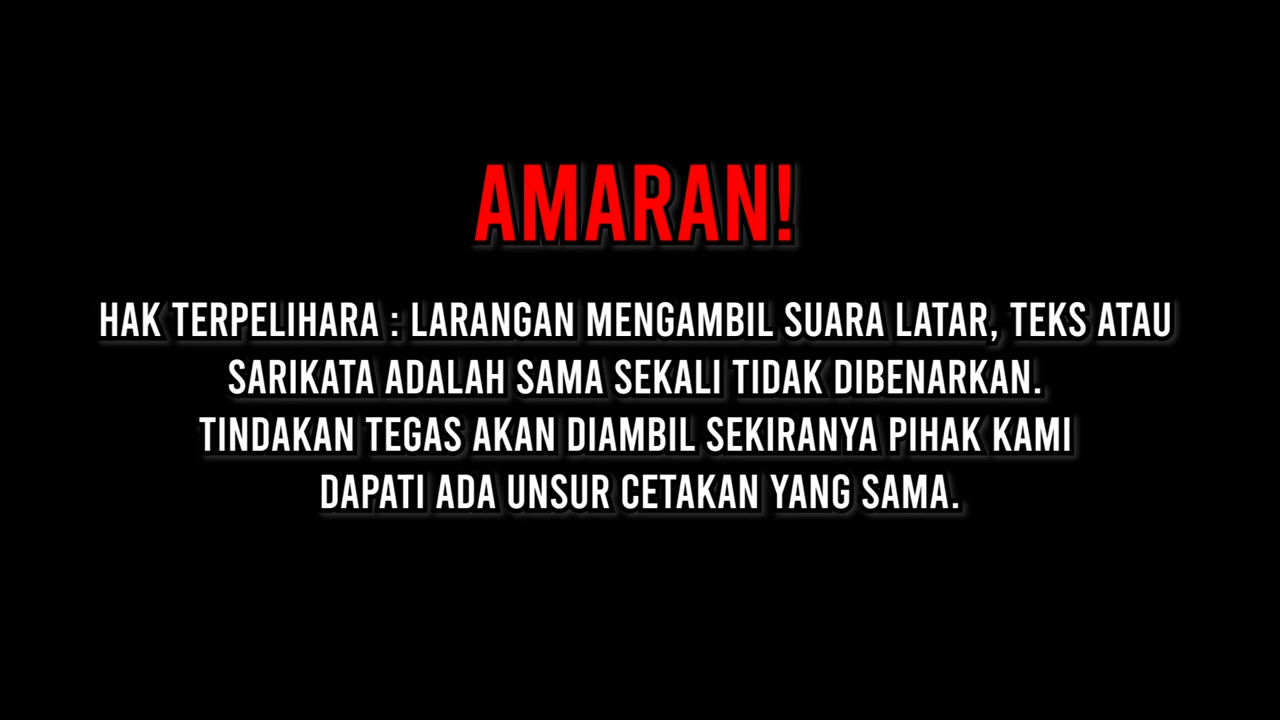 AMARAN!
HAK TERPELIHARA : LARANGAN MENGAMBIL SUARA LATAR, TEKS ATAU
SARIKATA ADALAH SAMA SEKALI TIDAK DIBENARKAN.
TINDAKAN TEGAS AKAN DIAMBIL SEKIRANYA PIHAK KAMI
DAPATI ADA UNSUR CETAKAN YANG SAMA.